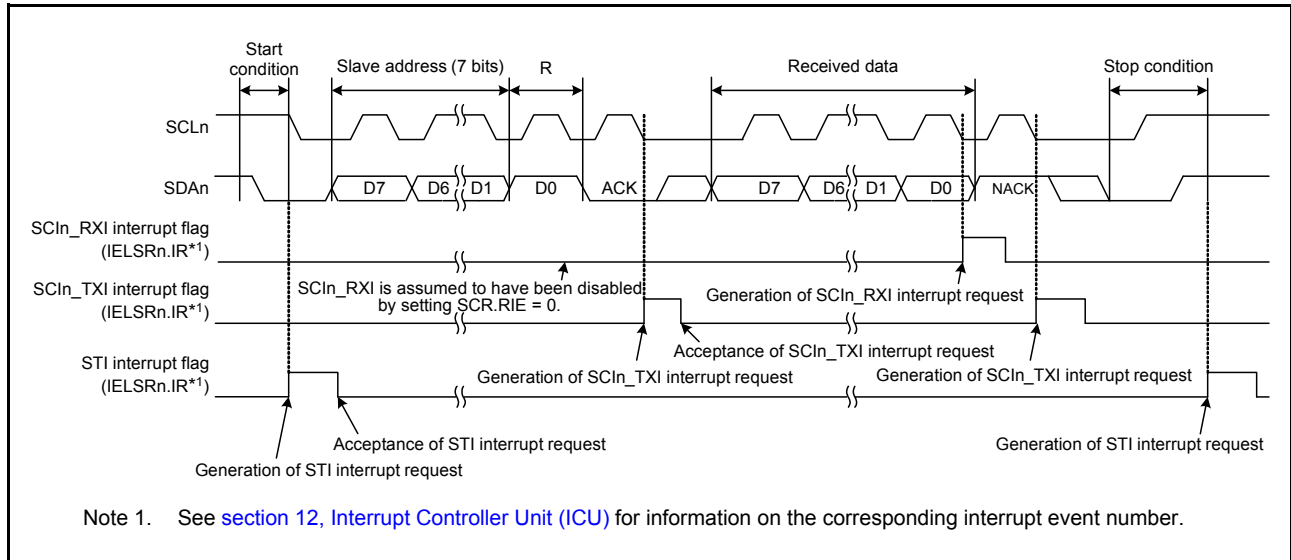 Start
condition
Slave address (7 bits)
R
Received data
Stop condition
SCLn
SDAn
D7
D6
D1
D0
ACK
D7
D6
D1
D0
NACK
SCIn_RXI interrupt flag
(IELSRn.IR*1)
SCIn_RXI is assumed to have been disabled
by setting SCR.RIE = 0.
Generation of SCIn_RXI interrupt request
SCIn_TXI interrupt flag
(IELSRn.IR*1)
Acceptance of SCIn_TXI interrupt request
Generation of SCIn_TXI interrupt request
Generation of SCIn_TXI interrupt request
STI interrupt flag
(IELSRn.IR*1)
Acceptance of STI interrupt request
Generation of STI interrupt request
Generation of STI interrupt request
Note 1. See section 12, Interrupt Controller Unit (ICU) for information on the corresponding interrupt event number.